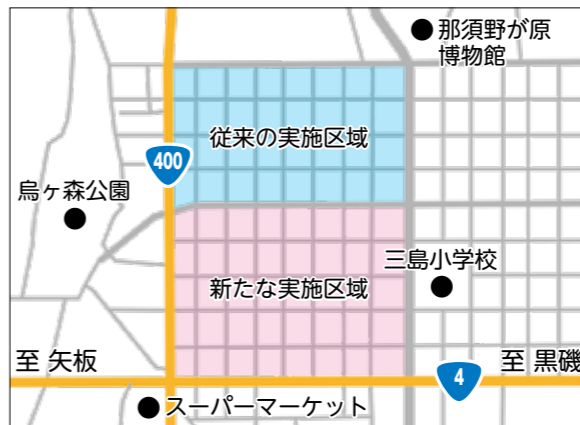 那須野が原
博物館
従来の実施区域
400
烏ヶ森公園
三島小学校
新たな実施区域
至 矢板
至 黒磯
4
スーパーマーケット